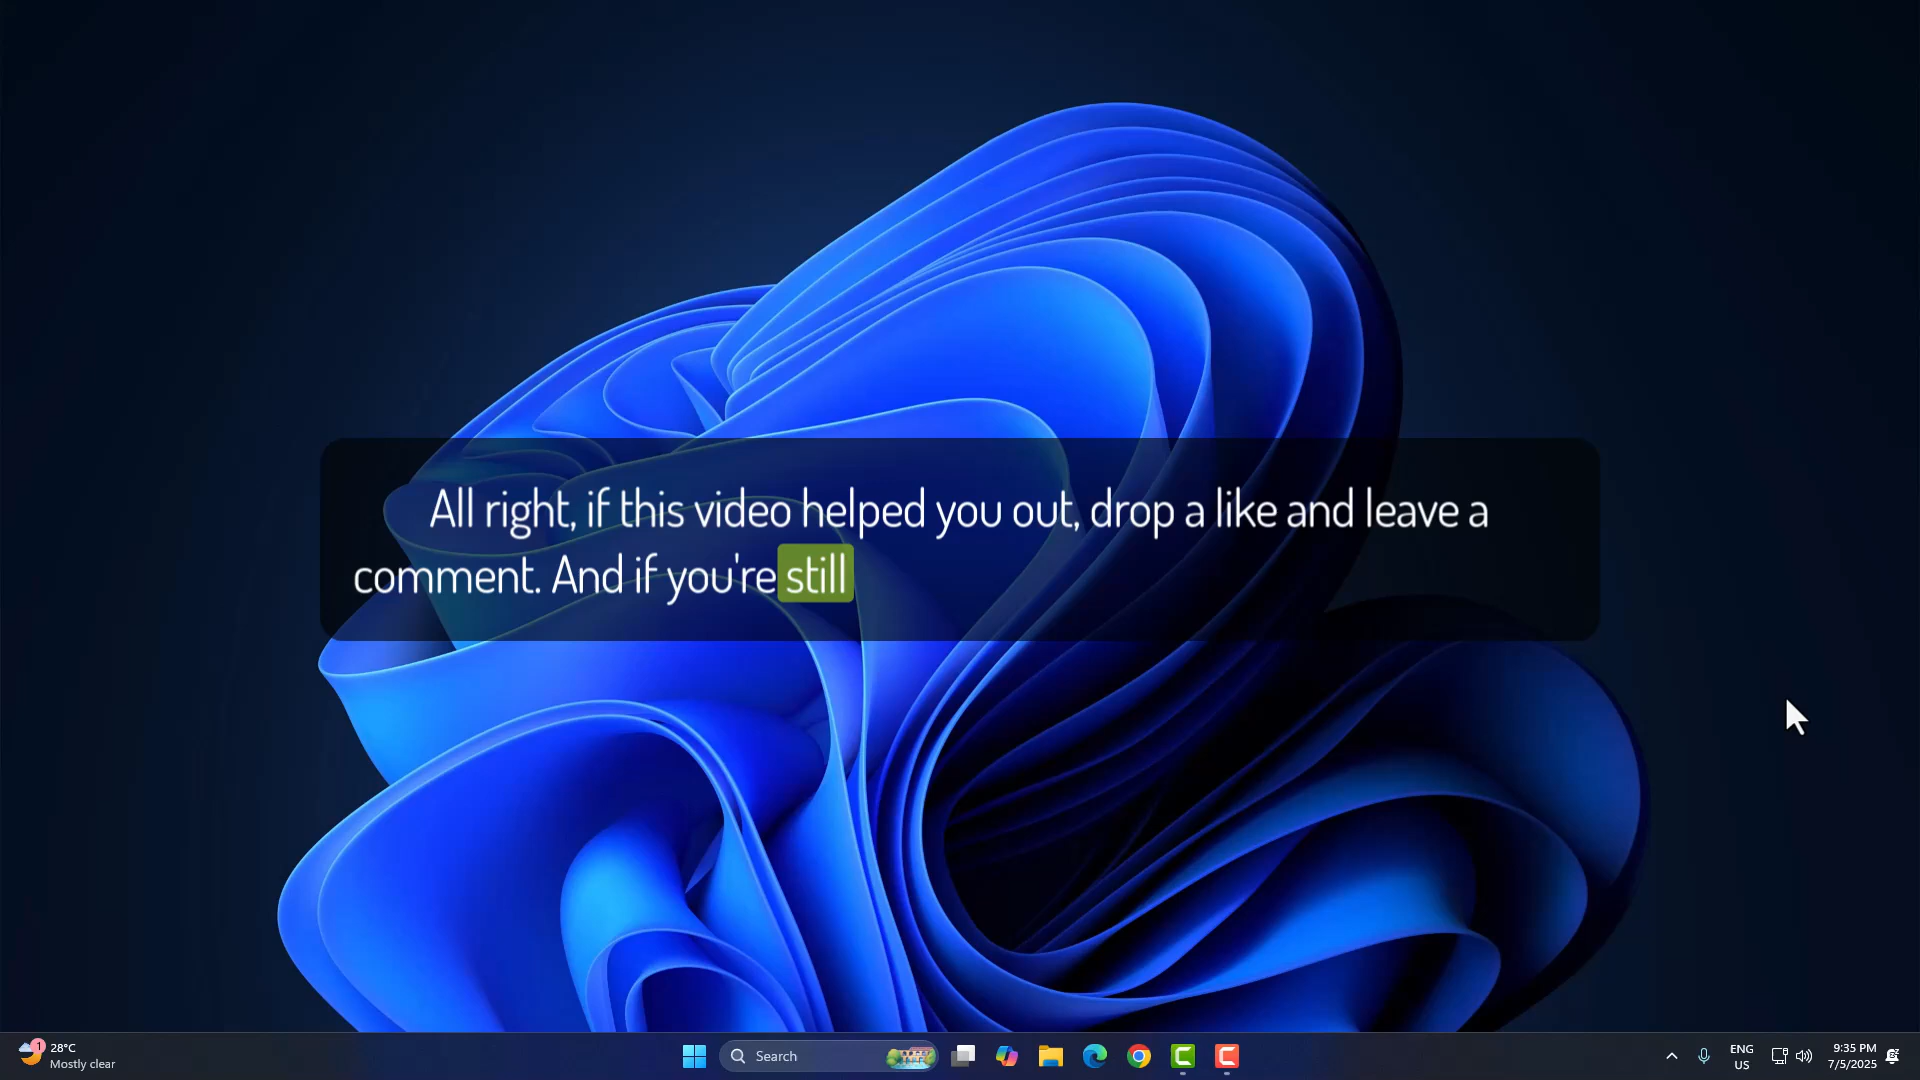 All right, if this video helped you out, drop a like and leave a
comment. And if you're still
1
28°C
Mostly clear
Search
ENG
US
9:35 PM
7/5/2025